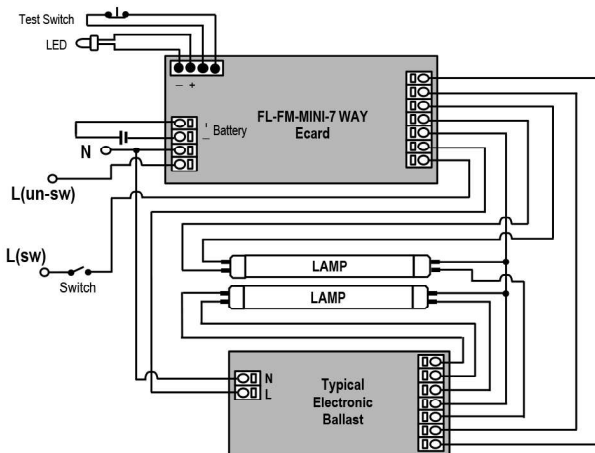 Test Switch
LED
– +
FL-FM-MINI-7 WAY
Ecard
Battery
N
L(un-sw)
L(sw)
Switch
LAMP
LAMP
N
L
Typical
Electronic
Ballast